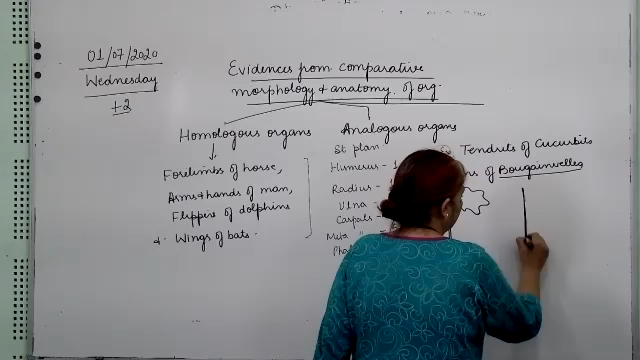 01/07/2020
Wednesday
+2
Evidences from comparative
morphology & anatomy of org-
Homologous organs
Analogous organs
Forelimbs of horse,
Arms & hands of man,
Flippers of dolphins
& Wings of bats.
St plan
Humerus -
Radius -
Ulna -
Carpals -
Meta
Tendrils of Cucurbits
of Bougainvellea